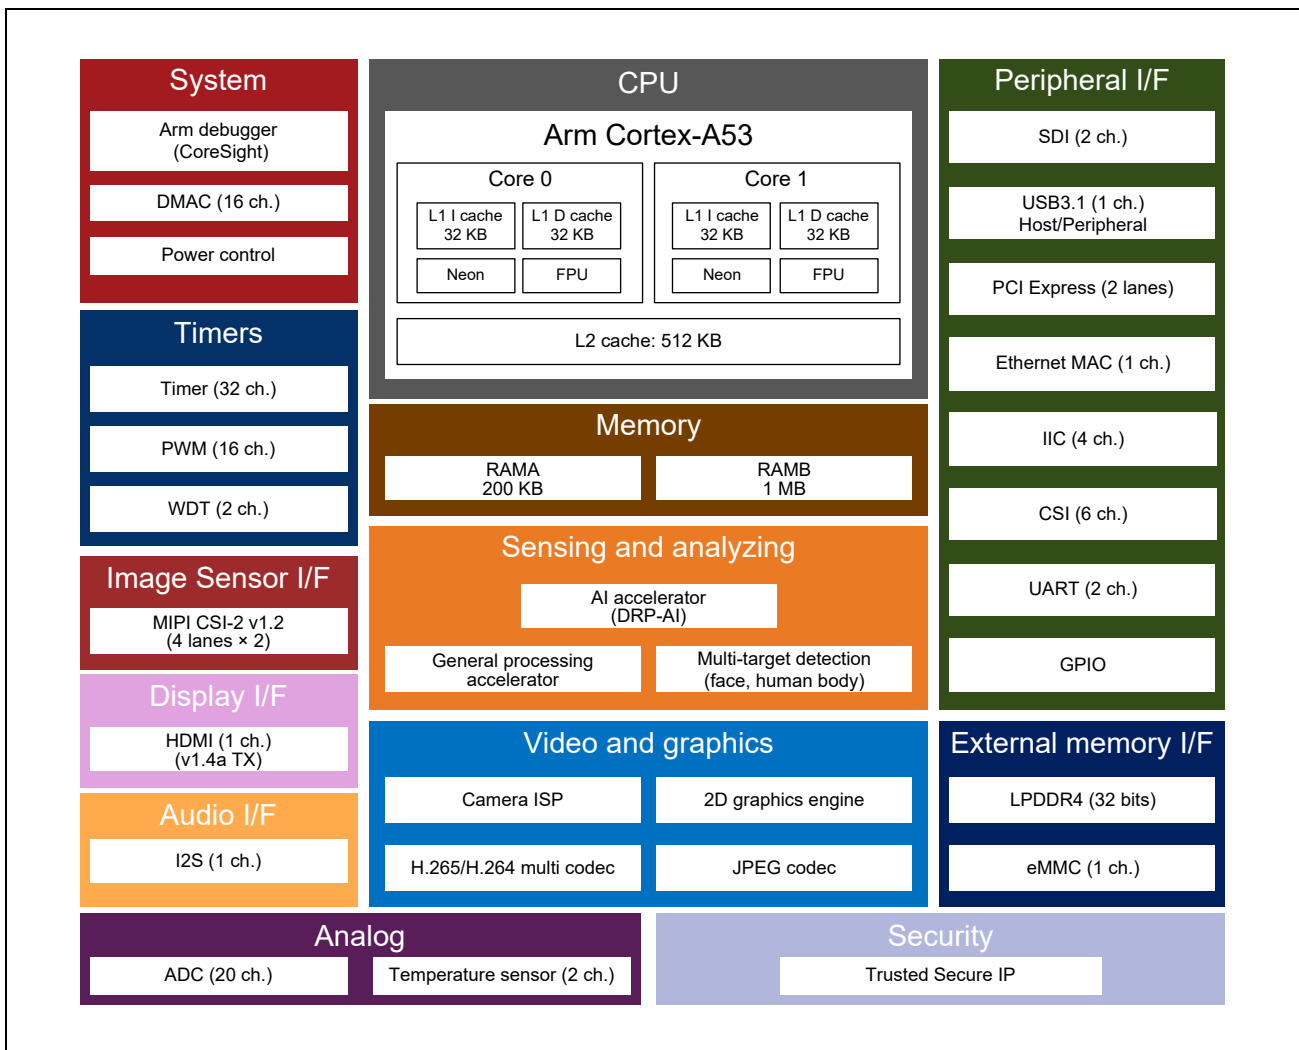 System
Arm debugger
(CoreSight)
DMAC (16 ch.)
Power control
Timers
Timer (32 ch.)
PWM (16 ch.)
WDT (2 ch.)
Image Sensor I/F
MIPI CSI-2 v1.2
(4 lanes × 2)
Display I/F
HDMI (1 ch.)
(v1.4a TX)
Audio I/F
I2S (1 ch.)
CPU
Arm Cortex-A53
Core 0
L1 I cache
32 KB
L1 D cache
32 KB
Neon
FPU
Core 1
L1 I cache
32 KB
L1 D cache
32 KB
Neon
FPU
L2 cache: 512 KB
Memory
RAMA
200 KB
RAMB
1 MB
Sensing and analyzing
AI accelerator
(DRP-AI)
General processing
accelerator
Multi-target detection
(face, human body)
Video and graphics
Camera ISP
2D graphics engine
H.265/H.264 multi codec
JPEG codec
Peripheral I/F
SDI (2 ch.)
USB3.1 (1 ch.)
Host/Peripheral
PCI Express (2 lanes)
Ethernet MAC (1 ch.)
IIC (4 ch.)
CSI (6 ch.)
UART (2 ch.)
GPIO
External memory I/F
LPDDR4 (32 bits)
eMMC (1 ch.)
Analog
ADC (20 ch.)
Temperature sensor (2 ch.)
Security
Trusted Secure IP